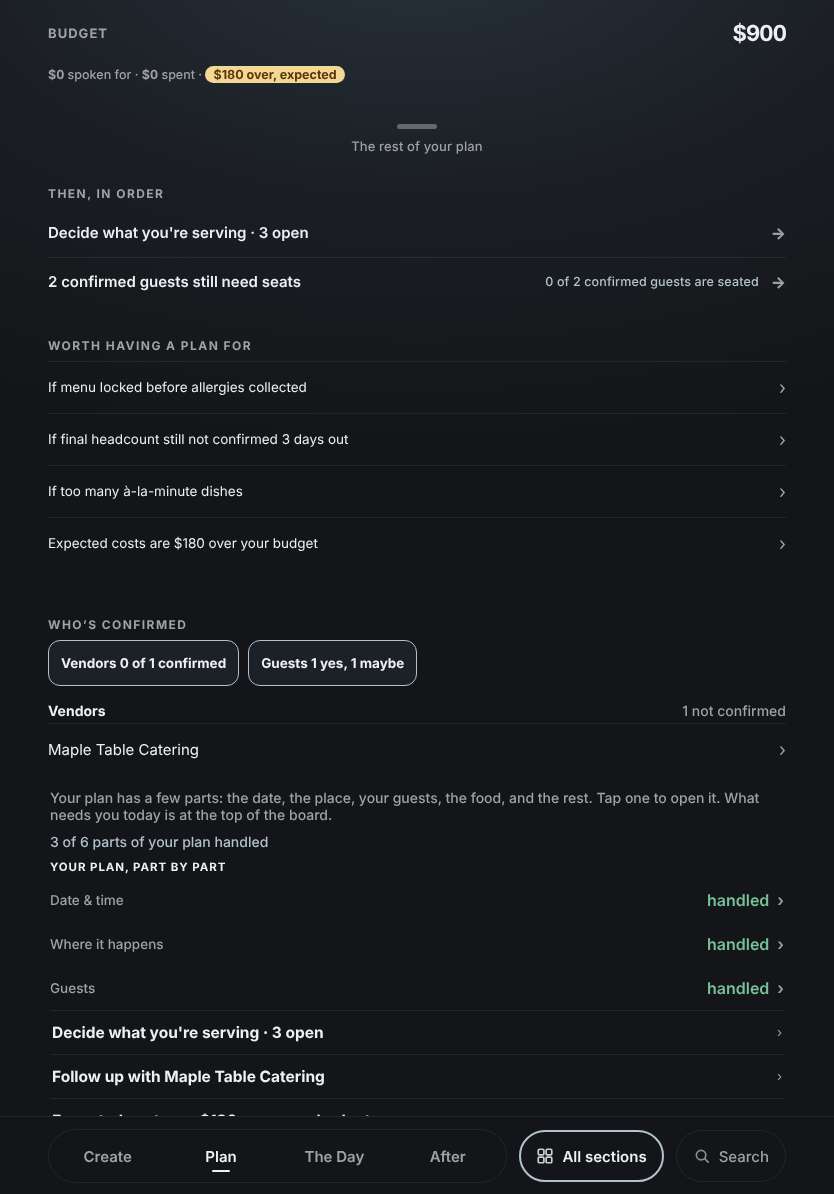 BUDGET
$900
$0 spoken for · $0 spent · $180 over, expected
The rest of your plan
THEN, IN ORDER
Decide what you're serving · 3 open
2 confirmed guests still need seats
0 of 2 confirmed guests are seated
WORTH HAVING A PLAN FOR
If menu locked before allergies collected
If final headcount still not confirmed 3 days out
If too many à-la-minute dishes
Expected costs are $180 over your budget
WHO'S CONFIRMED
Vendors 0 of 1 confirmed
Guests 1 yes, 1 maybe
Vendors
1 not confirmed
Maple Table Catering
Your plan has a few parts: the date, the place, your guests, the food, and the rest. Tap one to open it. What
needs you today is at the top of the board.
3 of 6 parts of your plan handled
YOUR PLAN, PART BY PART
Date & time
handled
Where it happens
handled
Guests
handled
Decide what you're serving · 3 open
Follow up with Maple Table Catering
Create
Plan
The Day
After
All sections
Search